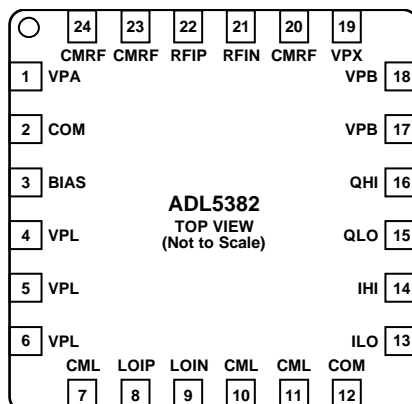 24 23 22 21 20 19
CMRF CMRF RFIP RFIN CMRF VPX
1 VPA VPB 18
2 COM VPB 17
3 BIAS QHI 16
ADL5382
TOP VIEW
(Not to Scale)
4 VPL QLO 15
5 VPL IHI 14
6 VPL ILO 13
CML LOIP LOIN CML CML COM
7 8 9 10 11 12